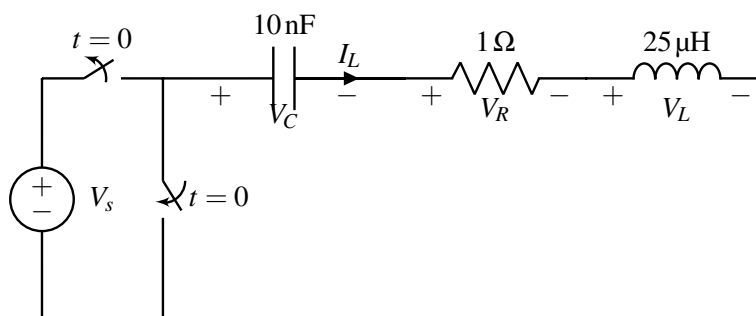 t = 0
10 nF
I_L
1 Ω
25 µH
+
−
+
−
+
−
V_C
V_R
V_L
+
−
V_s
t = 0